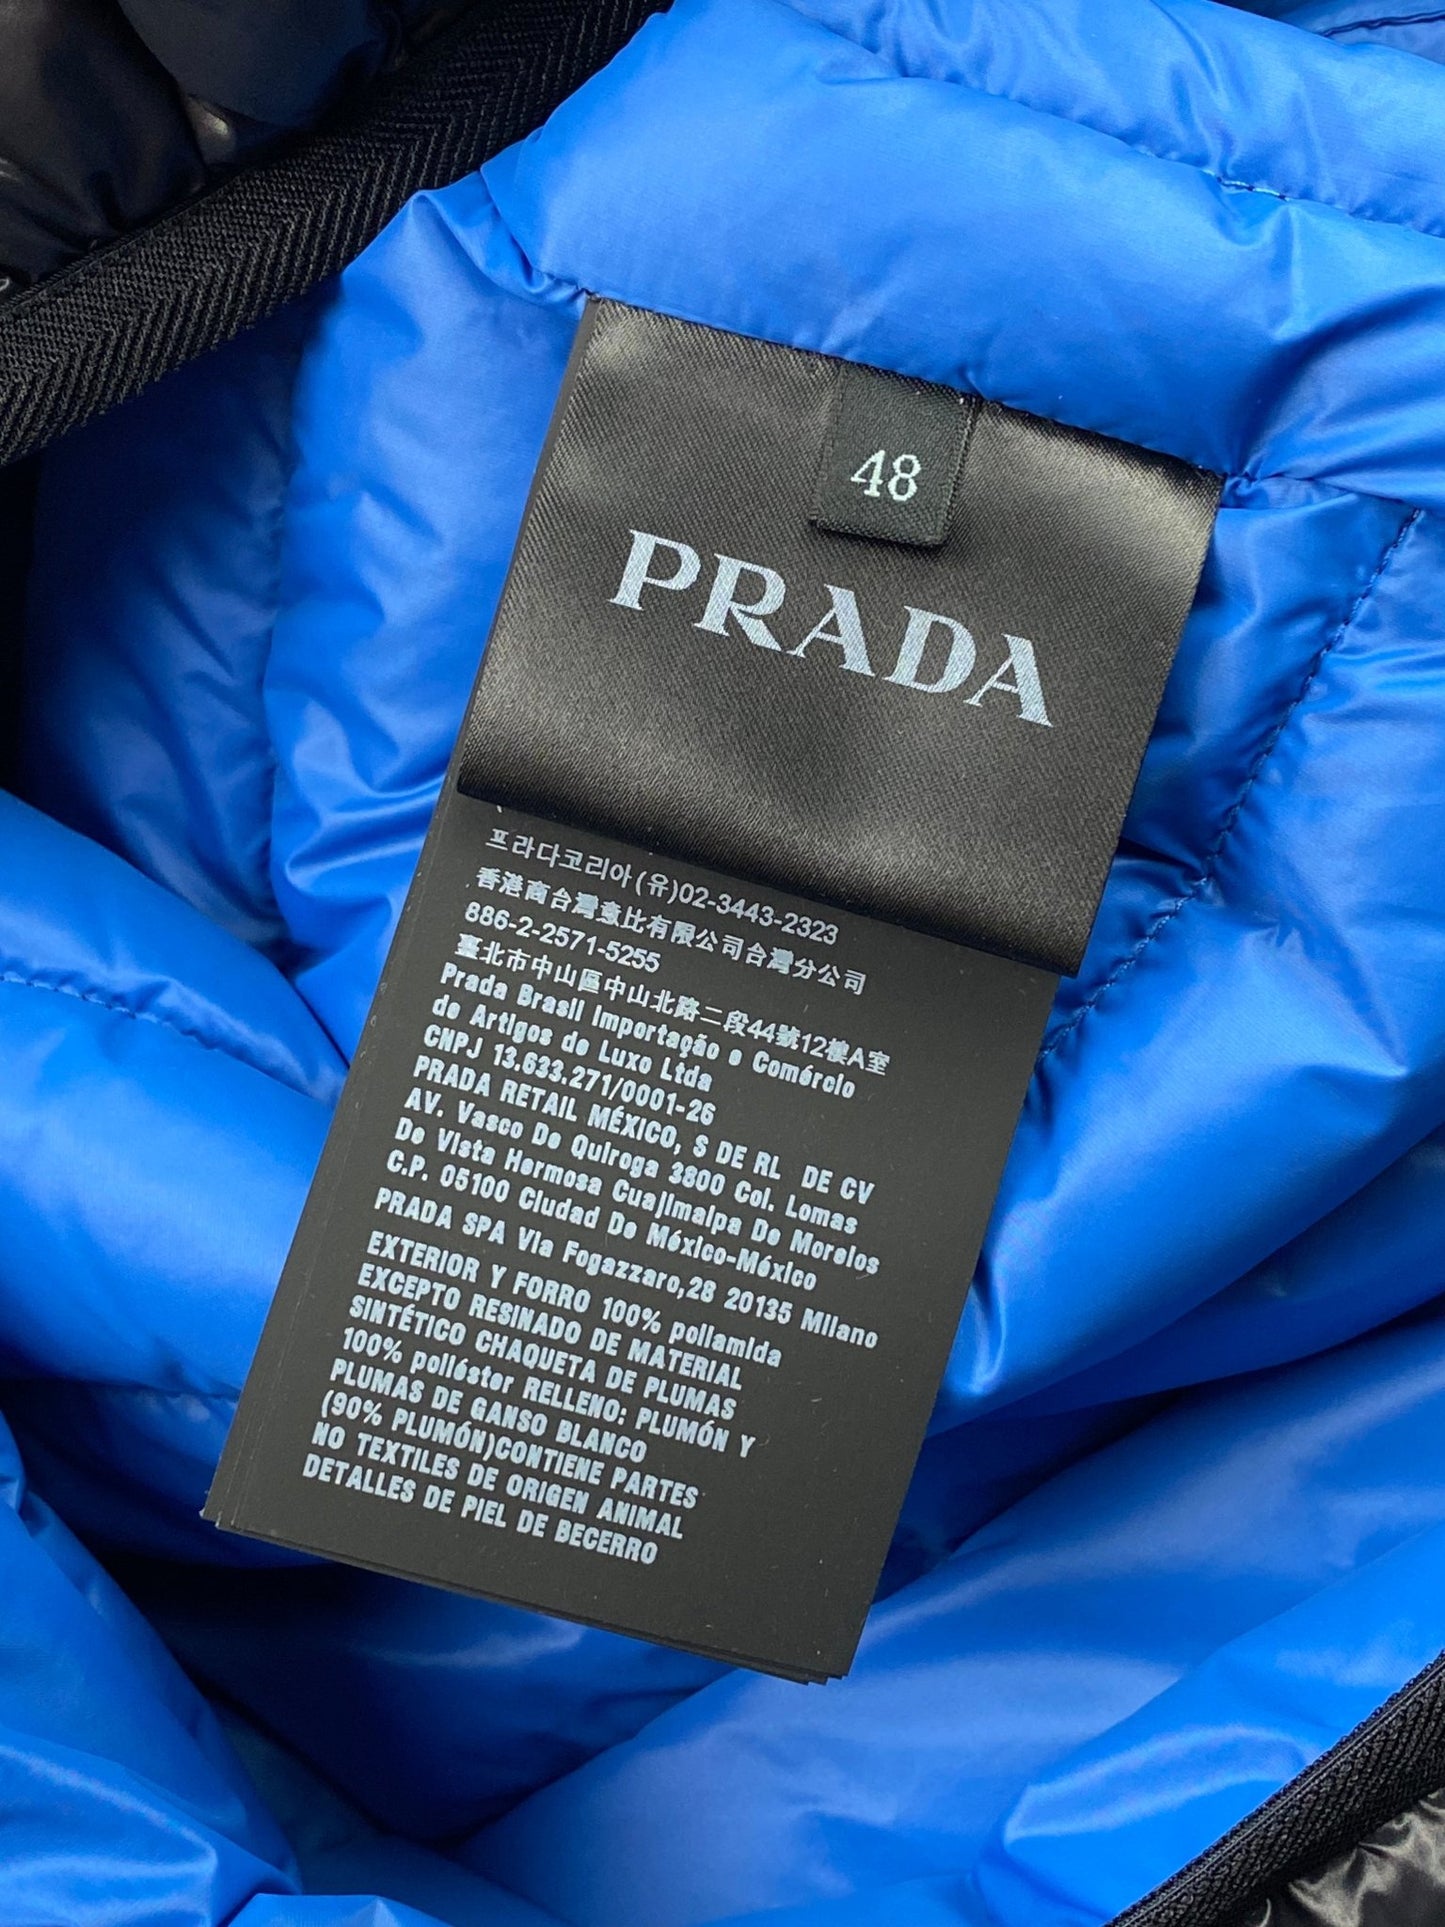 48
PRADA
프라다코리아(유)02-3443-2323
香港商台灣意比有限公司台灣分公司
886-2-2571-5255
臺北市中山區中山北路二段44號12樓A室
Prada Brasil Importação e Comércio
de Artigos de Luxo Ltda
CNPJ 13.633.271/0001-26
PRADA RETAIL MÉXICO, S DE RL DE CV
AV. Vasco De Quiroga 3800 Col. Lomas
De Vista Hermosa Cuajimalpa De Morelos
C.P. 05100 Ciudad De México-México
PRADA SPA Via Fogazzaro,28 20135 Milano
EXTERIOR Y FORRO 100% poliamida
EXCEPTO RESINADO DE MATERIAL
SINTÉTICO CHAQUETA DE PLUMAS
100% poliéster RELLENO: PLUMÓN Y
PLUMAS DE GANSO BLANCO
(90% PLUMÓN)CONTIENE PARTES
NO TEXTILES DE ORIGEN ANIMAL
DETALLES DE PIEL DE BECERRO